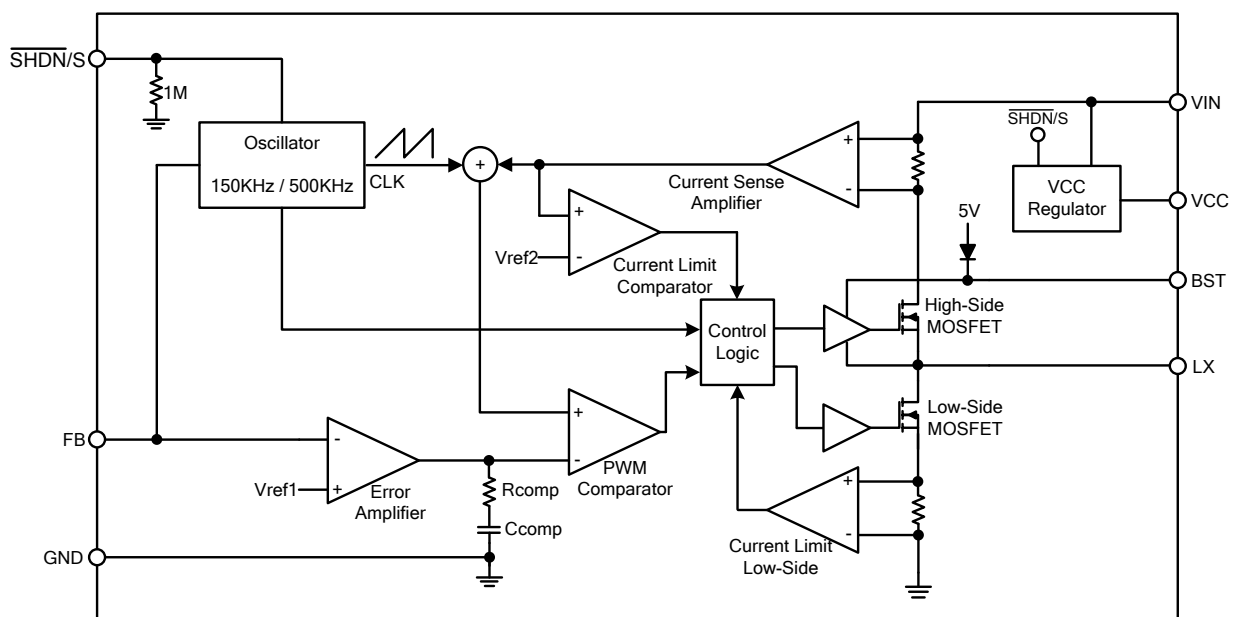 SHDN/S
1M
Oscillator
150KHz / 500KHz
CLK
+
Current Sense
Amplifier
+
-
SHDN/S
VCC
Regulator
VIN
VCC
5V
BST
+
-
Vref2
Current Limit
Comparator
Control
Logic
High-Side
MOSFET
LX
Low-Side
MOSFET
FB
-
+
Vref1
Error
Amplifier
+
-
PWM
Comparator
Rcomp
Ccomp
+
-
Current Limit
Low-Side
GND